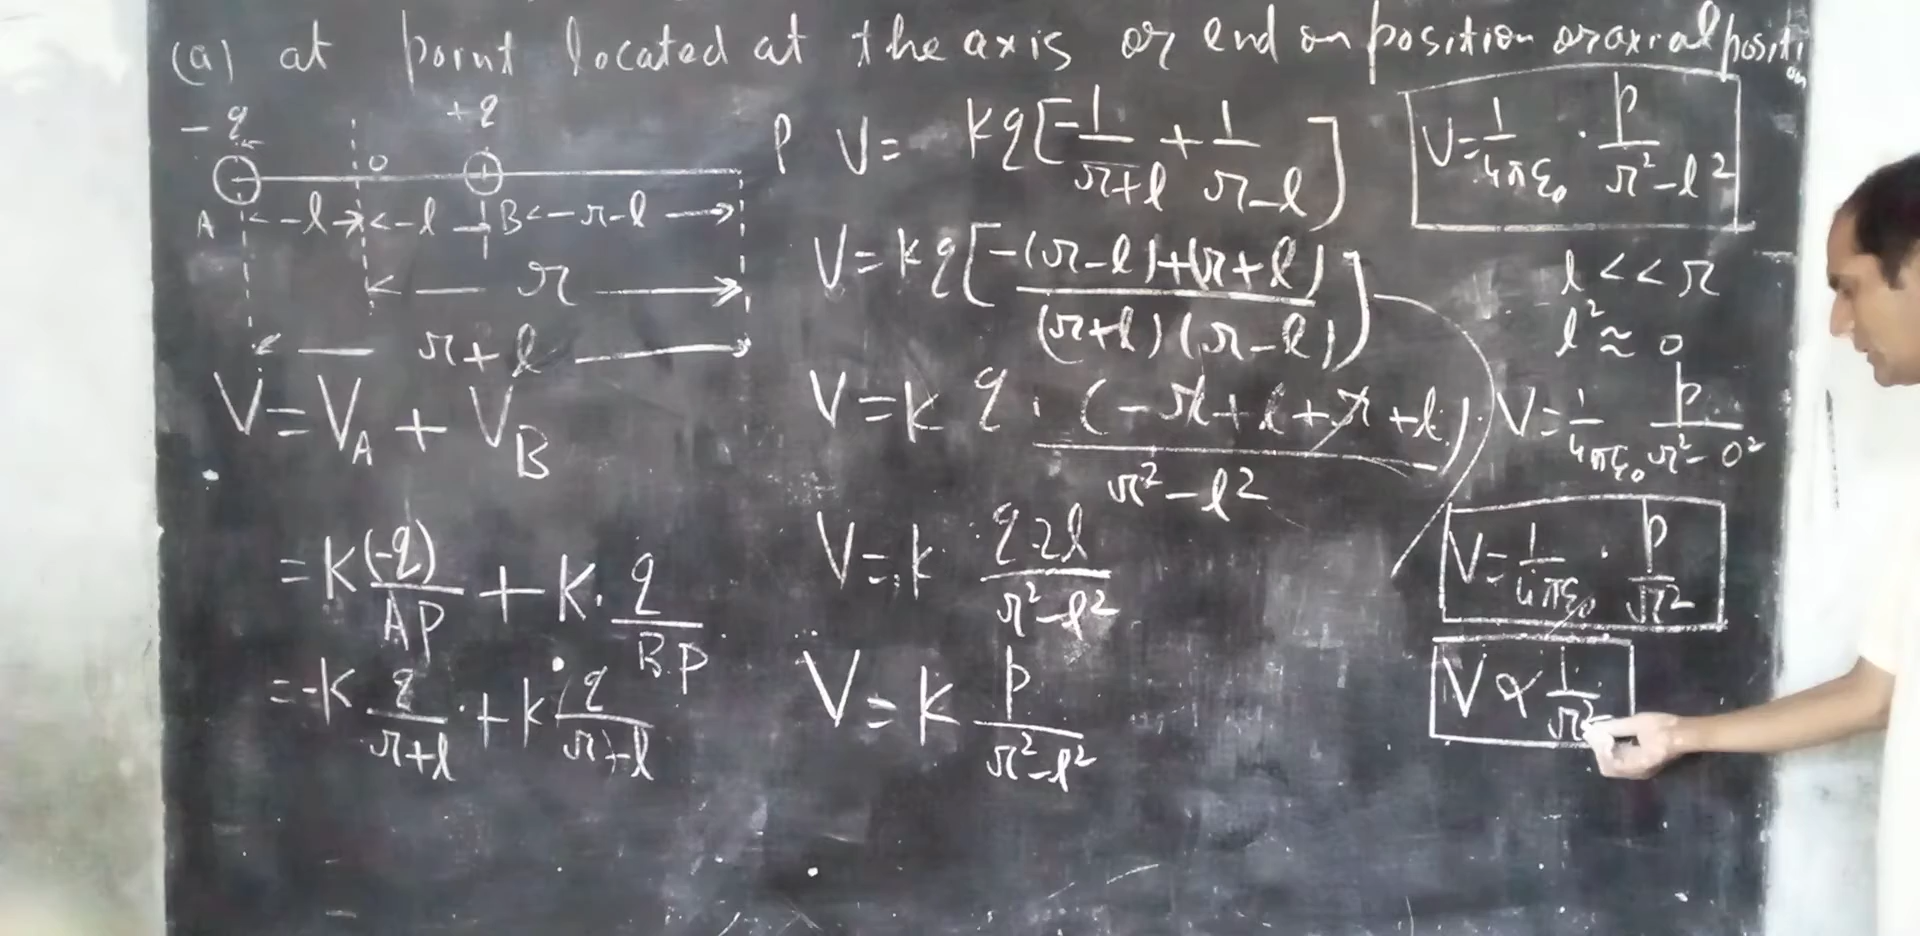 (a) at point located at the axis or end on position or axial position
-q +q
O P
A <-l-> <-l-> B <-r-l->
<- r ->
<- r+l ->
V = V_A + V_B
= K (-q)/AP + K. q/BP
= -K q/r+l + K q/r-l
V = Kq[-1/r+l + 1/r-l]
V = Kq[-(r-l)+(r+l)/(r+l)(r-l)]
V = K q . (-r+l+r+l)/r²-l²
V = K q.2l/r²-l²
V = K p/r²-l²
V = 1/4πε₀ . p/r²-l²
l << r
l² ≈ 0
V = 1/4πε₀ p/r²-0²
V = 1/4πε₀ . p/r²
V ∝ 1/r²